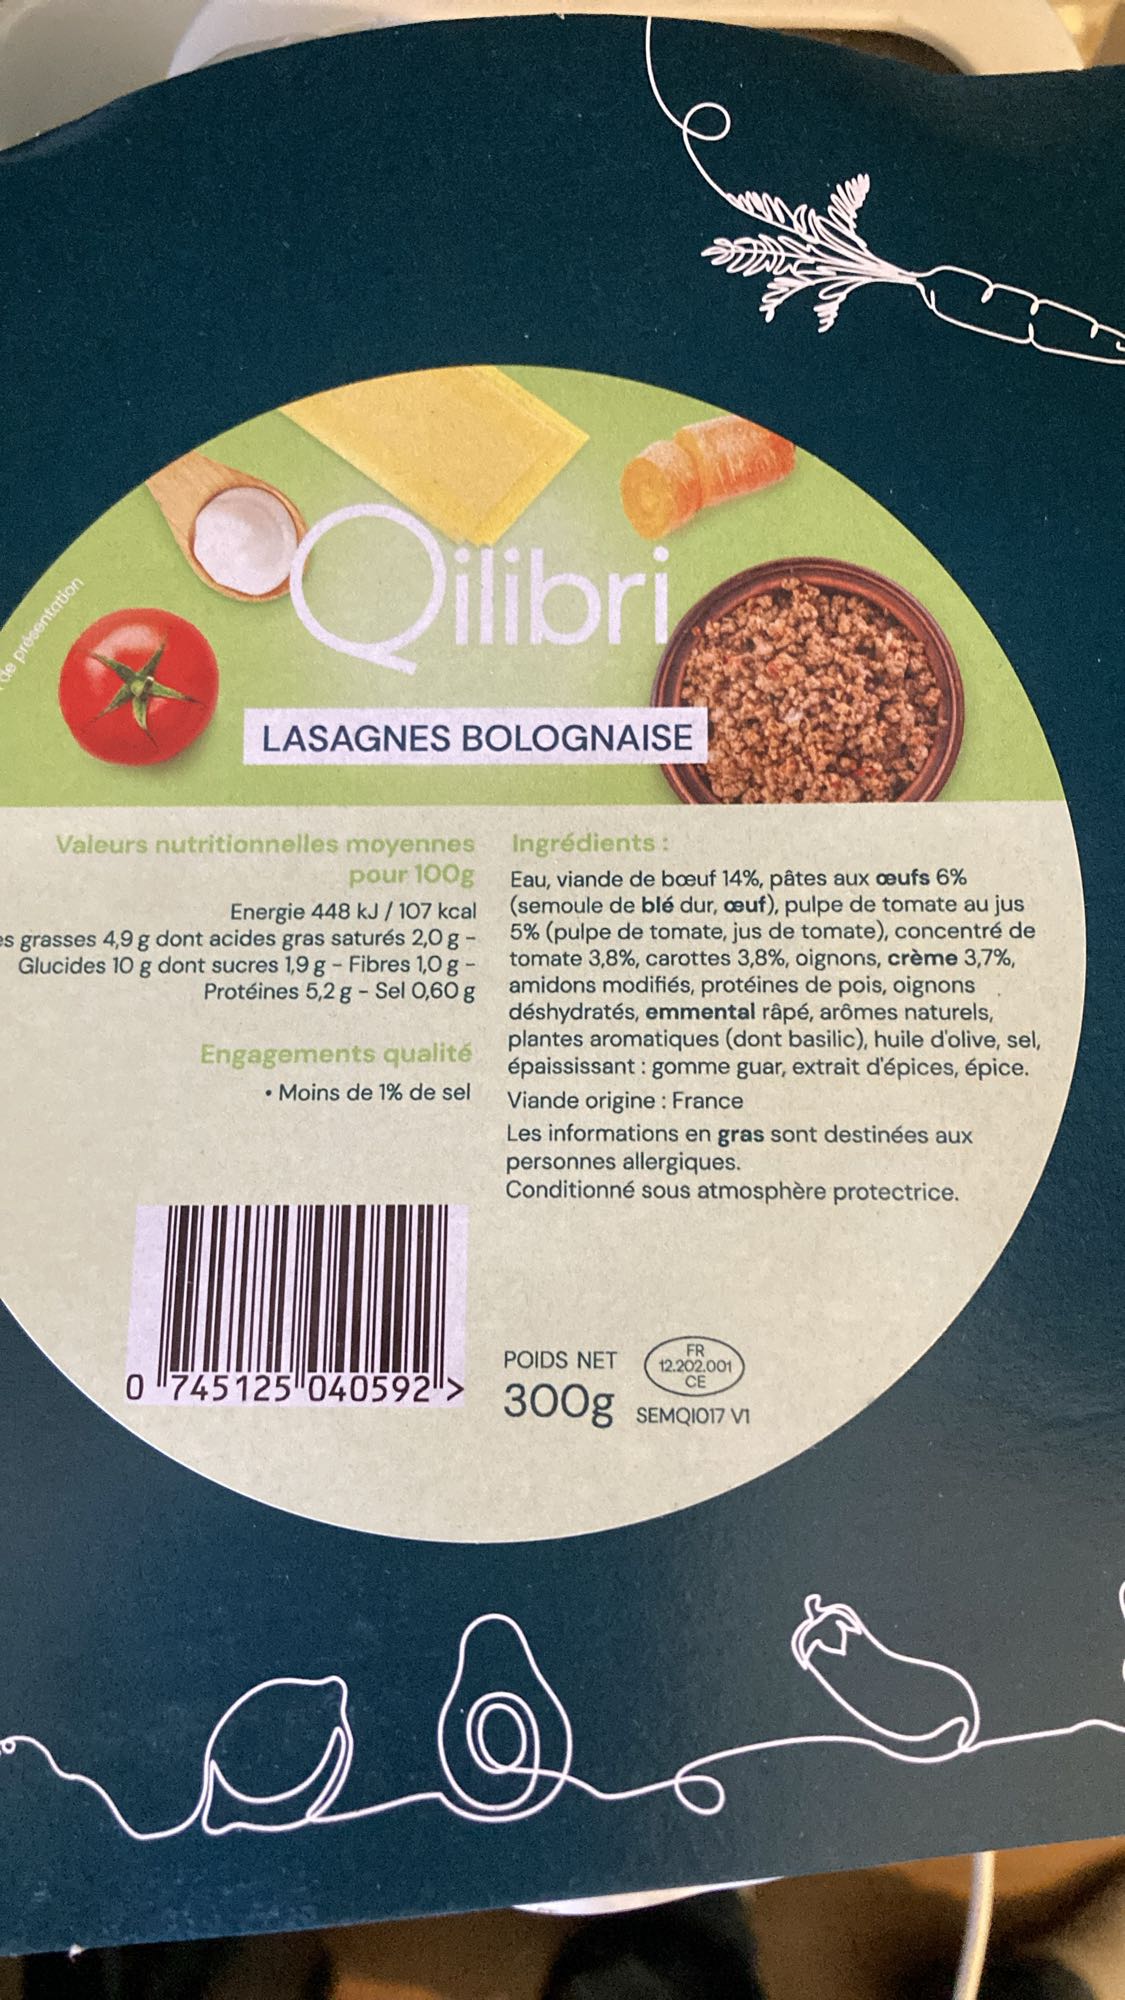 de présentation
Qilibri
LASAGNES BOLOGNAISE
Valeurs nutritionnelles moyennes
pour 100g
Energie 448 kJ / 107 kcal
grasses 4,9 g dont acides gras saturés 2,0 g -
Glucides 10 g dont sucres 1,9 g - Fibres 1,0 g -
Protéines 5,2 g - Sel 0,60 g
Engagements qualité
• Moins de 1% de sel
Ingrédients :
Eau, viande de bœuf 14%, pâtes aux œufs 6%
(semoule de blé dur, œuf), pulpe de tomate au jus
5% (pulpe de tomate, jus de tomate), concentré de
tomate 3,8%, carottes 3,8%, oignons, crème 3,7%,
amidons modifiés, protéines de pois, oignons
déshydratés, emmental râpé, arômes naturels,
plantes aromatiques (dont basilic), huile d'olive, sel,
épaississant : gomme guar, extrait d'épices, épice.
Viande origine : France
Les informations en gras sont destinées aux
personnes allergiques.
Conditionné sous atmosphère protectrice.
0 745125 040592 >
POIDS NET
300g
FR
12.202.001
CE
SEMQI017 V1